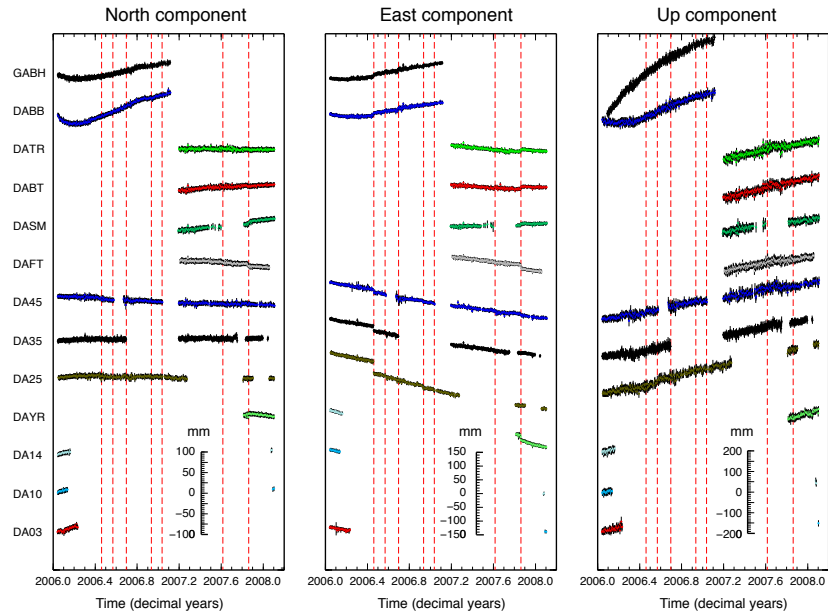 North component
East component
Up component
GABH
DABB
DATR
DABT
DASM
DAFT
DA45
DA35
DA25
DAYR
DA14
DA10
DA03
mm
100
50
0
−50
−100
mm
150
100
50
0
−50
−100
−150
mm
200
100
0
−100
−200
2006.0 2006.4 2006.8 2007.2 2007.6 2008.0
2006.0 2006.4 2006.8 2007.2 2007.6 2008.0
2006.0 2006.4 2006.8 2007.2 2007.6 2008.0
Time (decimal years)
Time (decimal years)
Time (decimal years)